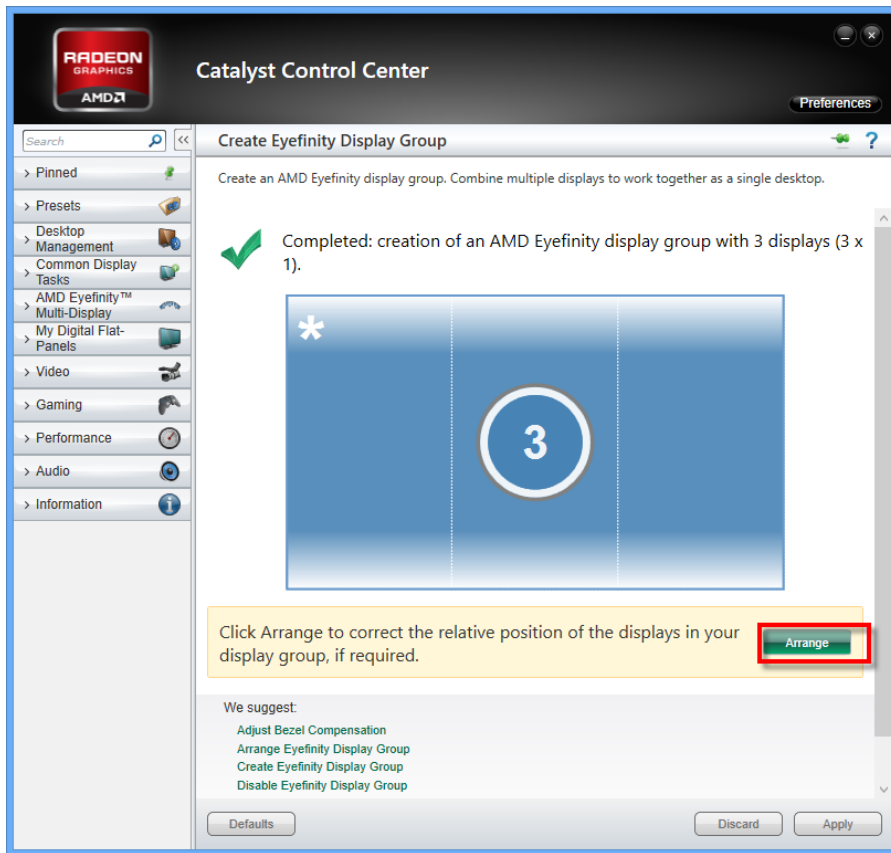 RADEON
GRAPHICS
AMD
Catalyst Control Center
Preferences
Search
<<
Create Eyefinity Display Group
?
> Pinned
Create an AMD Eyefinity display group. Combine multiple displays to work together as a single desktop.
> Presets
> Desktop
Management
> Common Display
Tasks
> AMD Eyefinity™
Multi-Display
> My Digital Flat-
Panels
> Video
> Gaming
> Performance
> Audio
> Information
Completed: creation of an AMD Eyefinity display group with 3 displays (3 x
1).
*
3
Click Arrange to correct the relative position of the displays in your
display group, if required.
Arrange
We suggest:
Adjust Bezel Compensation
Arrange Eyefinity Display Group
Create Eyefinity Display Group
Disable Eyefinity Display Group
Defaults
Discard
Apply